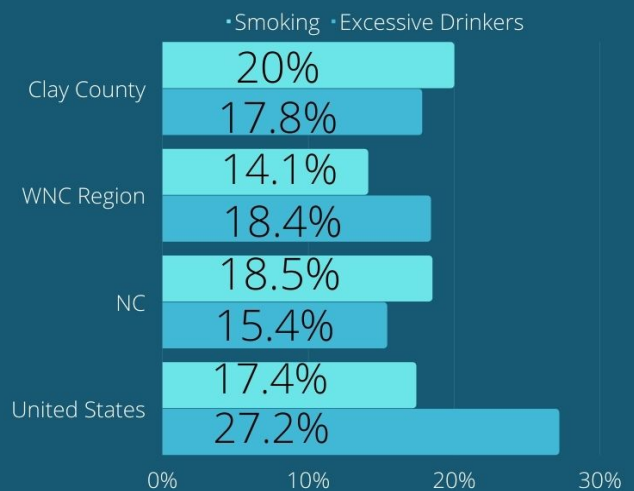 Smoking Excessive Drinkers
Clay County
20%
17.8%
WNC Region
14.1%
18.4%
NC
18.5%
15.4%
United States
17.4%
27.2%
0% 10% 20% 30%